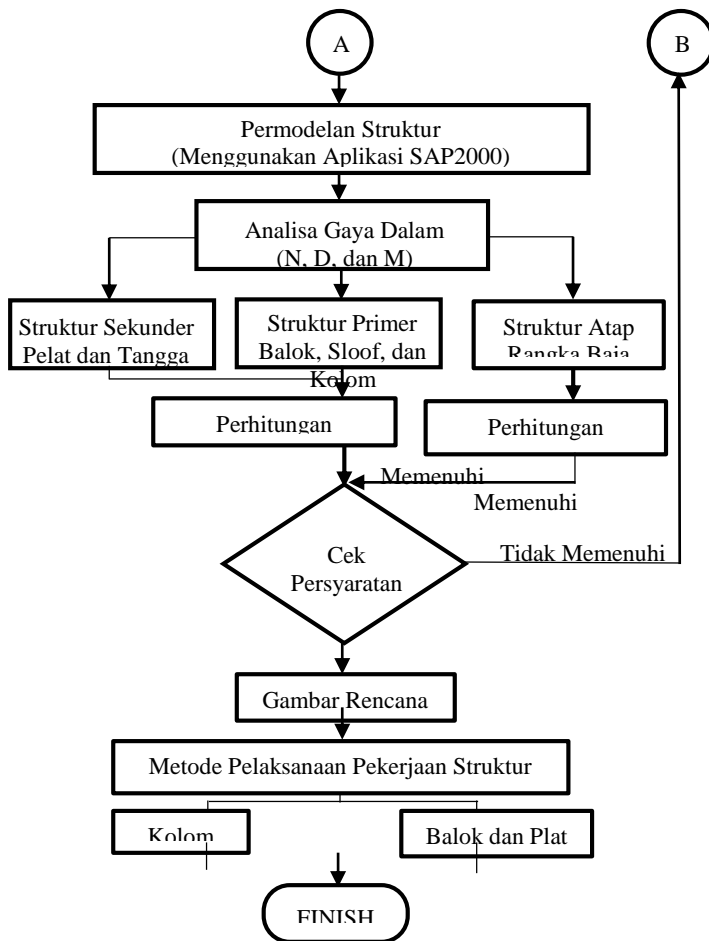 A
B
Permodelan Struktur
(Menggunakan Aplikasi SAP2000)
Analisa Gaya Dalam
(N, D, dan M)
Struktur Sekunder
Pelat dan Tangga
Struktur Primer
Balok, Sloof, dan
Kolom
Struktur Atap
Rangka Baja
Perhitungan
Perhitungan
Memenuhi
Memenuhi
Cek
Persyaratan
Tidak Memenuhi
Gambar Rencana
Metode Pelaksanaan Pekerjaan Struktur
Kolom
Balok dan Plat
FINISH